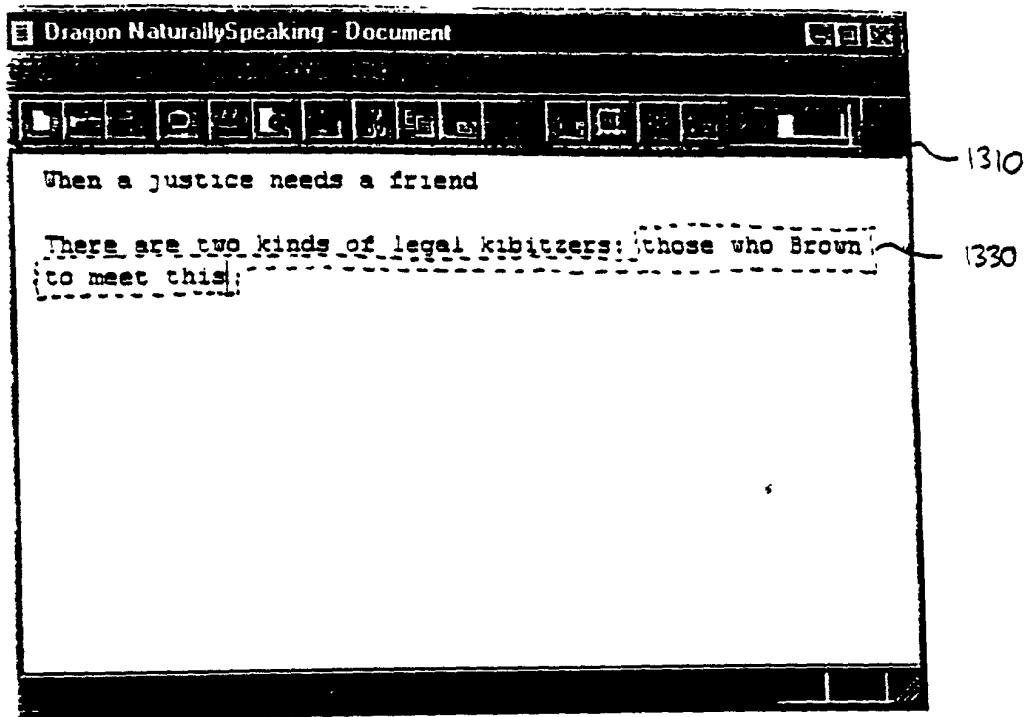 Dragon NaturallySpeaking - Document
1310
When a justice needs a friend
There are two kinds of legal kibitzers: those who Brown
1330
to meet this